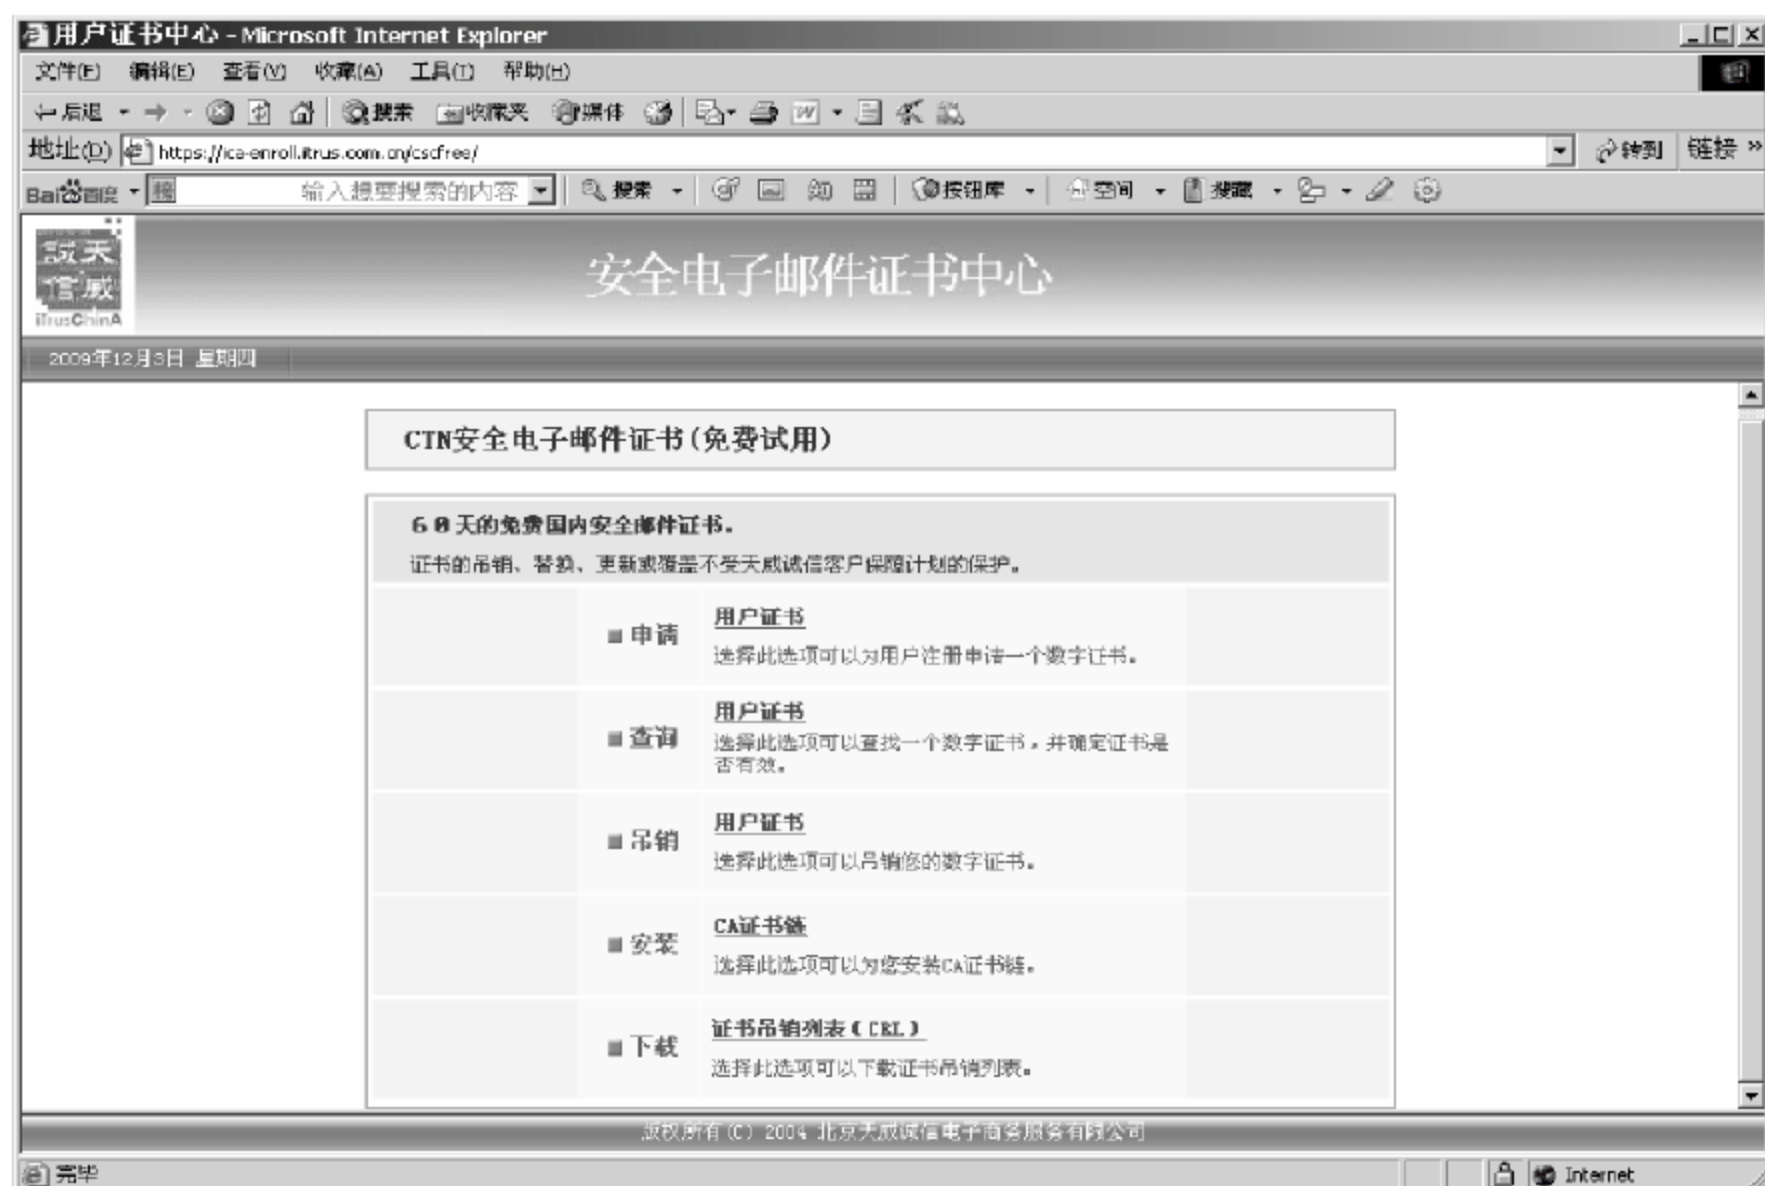 用户证书中心 - Microsoft Internet Explorer
文件(F) 编辑(E) 查看(V) 收藏(A) 工具(T) 帮助(H)
后退 搜索 收藏夹 媒体
地址(D) https://ica-enroll.itrus.com.cn/cscfree/ 转到 链接 »
Bai百度 搜 输入想要搜索的内容 搜索 按钮库 空间 搜藏
誠天
信威
iTrusChinA
安全电子邮件证书中心
2009年12月3日 星期四
CTN安全电子邮件证书(免费试用)
60天的免费国内安全邮件证书。
证书的吊销、替换、更新或覆盖不受天威诚信客户保障计划的保护。
申请 用户证书
选择此选项可以为用户注册申请一个数字证书。
查询 用户证书
选择此选项可以查找一个数字证书,并确定证书是
否有效。
吊销 用户证书
选择此选项可以吊销您的数字证书。
安装 CA证书链
选择此选项可以为您安装CA证书链。
下载 证书吊销列表(CRL)
选择此选项可以下载证书吊销列表。
版权所有(C) 2004 北京天威诚信电子商务服务有限公司
完毕 Internet